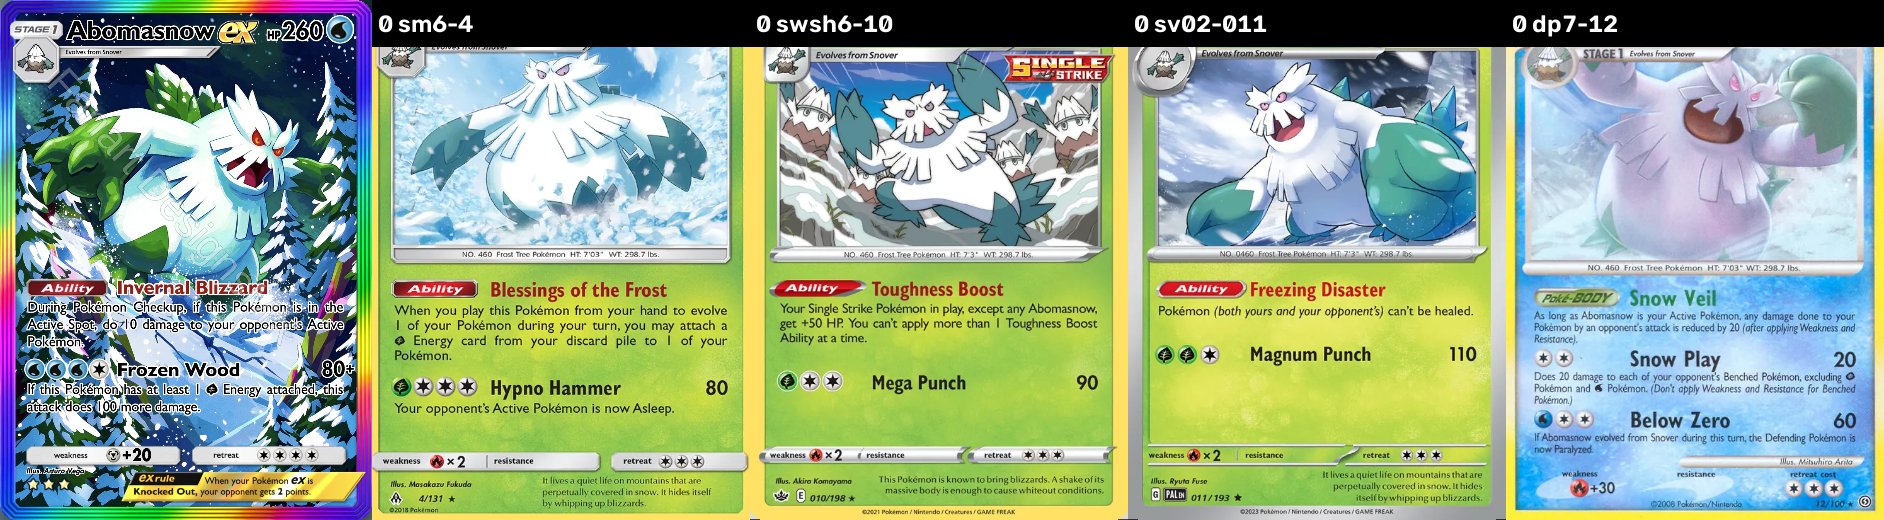 STAGE 1 Abomasnow ex HP 260
Evolves from Snover
Ability Invernal Blizzard
During Pokémon Checkup, if this Pokémon is in the
Active Spot, do 10 damage to your opponent's Active
Pokémon.
Frozen Wood 80+
If this Pokémon has at least 1 Energy attached, this
attack does 100 more damage.
weakness +20 retreat
Illus. Arturo Vega
ex rule When your Pokémon ex is
Knocked Out, your opponent gets 2 points.
0 sm6-4
Evolves from Snover
NO. 460 Frost Tree Pokémon HT: 7'03" WT: 298.7 lbs.
Ability Blessings of the Frost
When you play this Pokémon from your hand to evolve
1 of your Pokémon during your turn, you may attach a
Energy card from your discard pile to 1 of your
Pokémon.
Hypno Hammer 80
Your opponent's Active Pokémon is now Asleep.
weakness ×2 resistance retreat
Illus. Masakazu Fukuda
4/131 ★
©2018 Pokémon
It lives a quiet life on mountains that are
perpetually covered in snow. It hides itself
by whipping up blizzards.
0 swsh6-10
Evolves from Snover
SINGLE
STRIKE
NO. 460 Frost Tree Pokémon HT: 7'3" WT: 298.7 lbs.
Ability Toughness Boost
Your Single Strike Pokémon in play, except any Abomasnow,
get +50 HP. You can't apply more than 1 Toughness Boost
Ability at a time.
Mega Punch 90
weakness ×2 resistance retreat
Illus. Akira Komayama
E 010/198 ★
This Pokémon is known to bring blizzards. A shake of its
massive body is enough to cause whiteout conditions.
©2021 Pokémon / Nintendo / Creatures / GAME FREAK
0 sv02-011
Evolves from Snover
NO. 0460 Frost Tree Pokémon HT: 7'3" WT: 298.7 lbs.
Ability Freezing Disaster
Pokémon (both yours and your opponent's) can't be healed.
Magnum Punch 110
weakness ×2 resistance retreat
Illus. Ryuta Fuse
G PAL EN 011/193 ★
It lives a quiet life on mountains that are
perpetually covered in snow. It hides
itself by whipping up blizzards.
©2023 Pokémon / Nintendo / Creatures / GAME FREAK
0 dp7-12
STAGE 1 Evolves from Snover
NO. 460 Frost Tree Pokémon HT: 7'03" WT: 298.7 lbs.
Poké-BODY Snow Veil
As long as Abomasnow is your Active Pokémon, any damage done to your
Pokémon by an opponent's attack is reduced by 20 (after applying Weakness and
Resistance).
Snow Play 20
Does 20 damage to each of your opponent's Benched Pokémon, excluding
Pokémon and Pokémon. (Don't apply Weakness and Resistance for Benched
Pokémon.)
Below Zero 60
If Abomasnow evolved from Snover during this turn, the Defending Pokémon is
now Paralyzed.
Illus. Mitsuhiro Arita
weakness resistance retreat cost
+30
©2008 Pokémon/Nintendo 12/100 ★